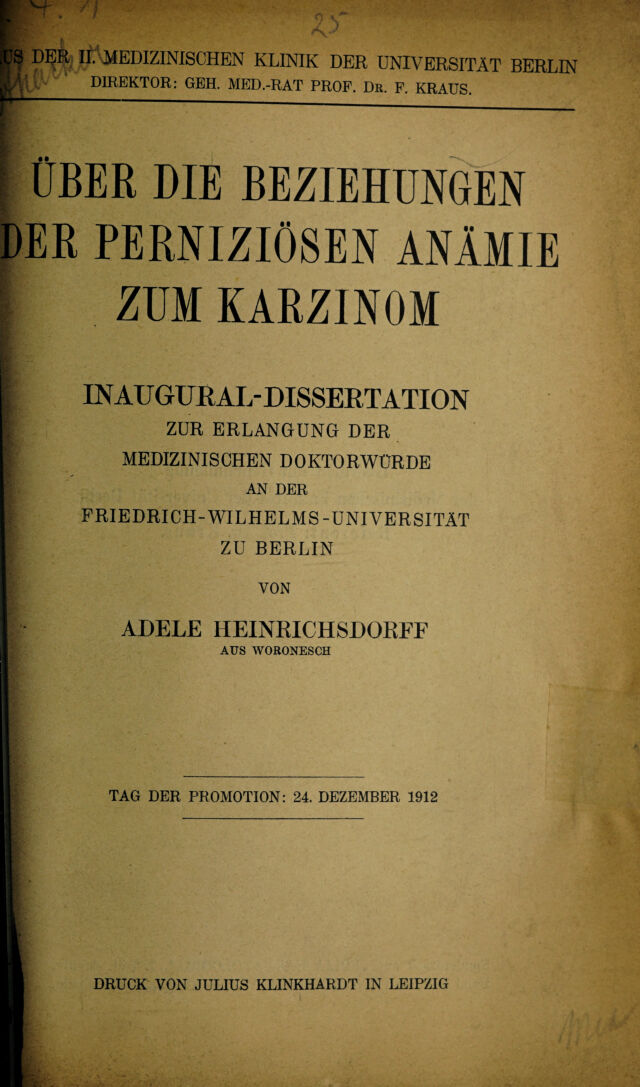 25
DER II. MEDIZINISCHEN KLINIK DER UNIVERSITÄT BERLIN
DIREKTOR: GEH. MED.-RAT PROF. DR. F. KRAUS.
ÜBER DIE BEZIEHUNGEN
DER PERNIZIÖSEN ANÄMIE
ZUM KARZINOM
INAUGURAL-DISSERTATION
ZUR ERLANGUNG DER
MEDIZINISCHEN DOKTORWÜRDE
AN DER
FRIEDRICH-WILHELMS-UNIVERSITÄT
ZU BERLIN
VON
ADELE HEINRICHSDORFF
AUS WORONESCH
TAG DER PROMOTION: 24. DEZEMBER 1912
DRUCK VON JULIUS KLINKHARDT IN LEIPZIG